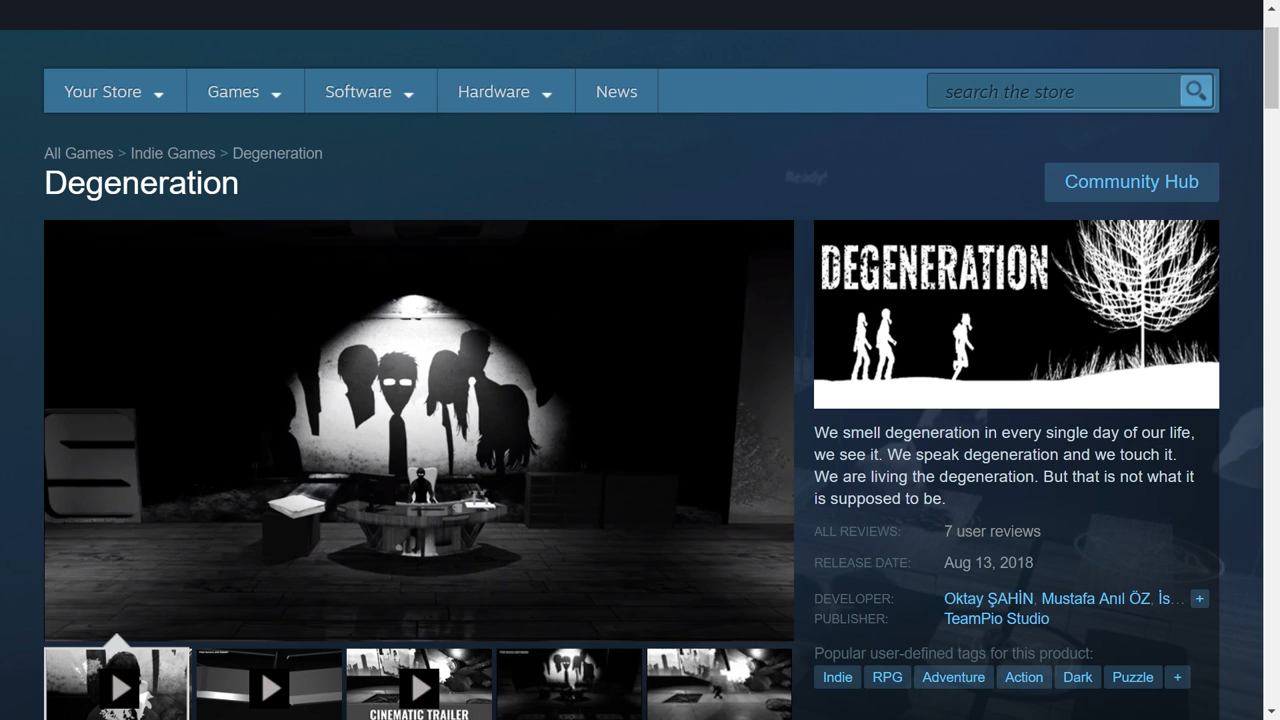 Your Store
Games
Software
Hardware
News
search the store
All Games > Indie Games > Degeneration
Degeneration
Ready!
Community Hub
DEGENERATION
We smell degeneration in every single day of our life,
we see it. We speak degeneration and we touch it.
We are living the degeneration. But that is not what it
is supposed to be.
ALL REVIEWS: 7 user reviews
RELEASE DATE: Aug 13, 2018
DEVELOPER: Oktay ŞAHİN, Mustafa Anıl ÖZ, İs... +
PUBLISHER: TeamPio Studio
Popular user-defined tags for this product:
Indie RPG Adventure Action Dark Puzzle +
CINEMATIC TRAILER